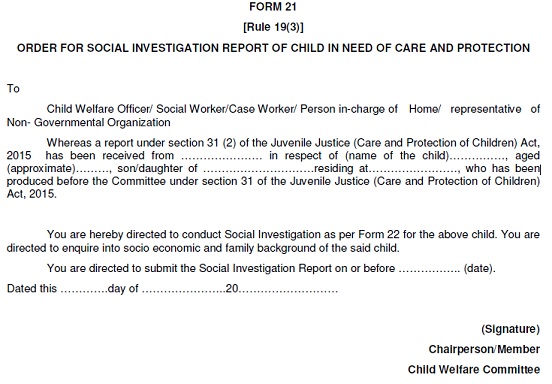 FORM 21
[Rule 19(3)]
ORDER FOR SOCIAL INVESTIGATION REPORT OF CHILD IN NEED OF CARE AND PROTECTION
To
Child Welfare Officer/ Social Worker/Case Worker/ Person in-charge of Home/ representative of
Non- Governmental Organization
Whereas a report under section 31 (2) of the Juvenile Justice (Care and Protection of Children) Act,
2015 has been received from ………………… in respect of (name of the child)……………, aged
(approximate)………, son/daughter of ……………………….residing at……………………, who has been
produced before the Committee under section 31 of the Juvenile Justice (Care and Protection of Children)
Act, 2015.
You are hereby directed to conduct Social Investigation as per Form 22 for the above child. You are
directed to enquire into socio economic and family background of the said child.
You are directed to submit the Social Investigation Report on or before …………….. (date).
Dated this ………….day of …………………..20…………………….
(Signature)
Chairperson/Member
Child Welfare Committee